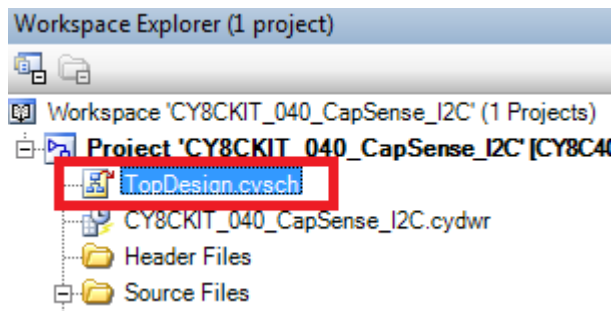 Workspace Explorer (1 project)
Workspace 'CY8CKIT_040_CapSense_I2C' (1 Projects)
Project 'CY8CKIT_040_CapSense_I2C' [CY8C40
TopDesign.cysch
CY8CKIT_040_CapSense_I2C.cydwr
Header Files
Source Files